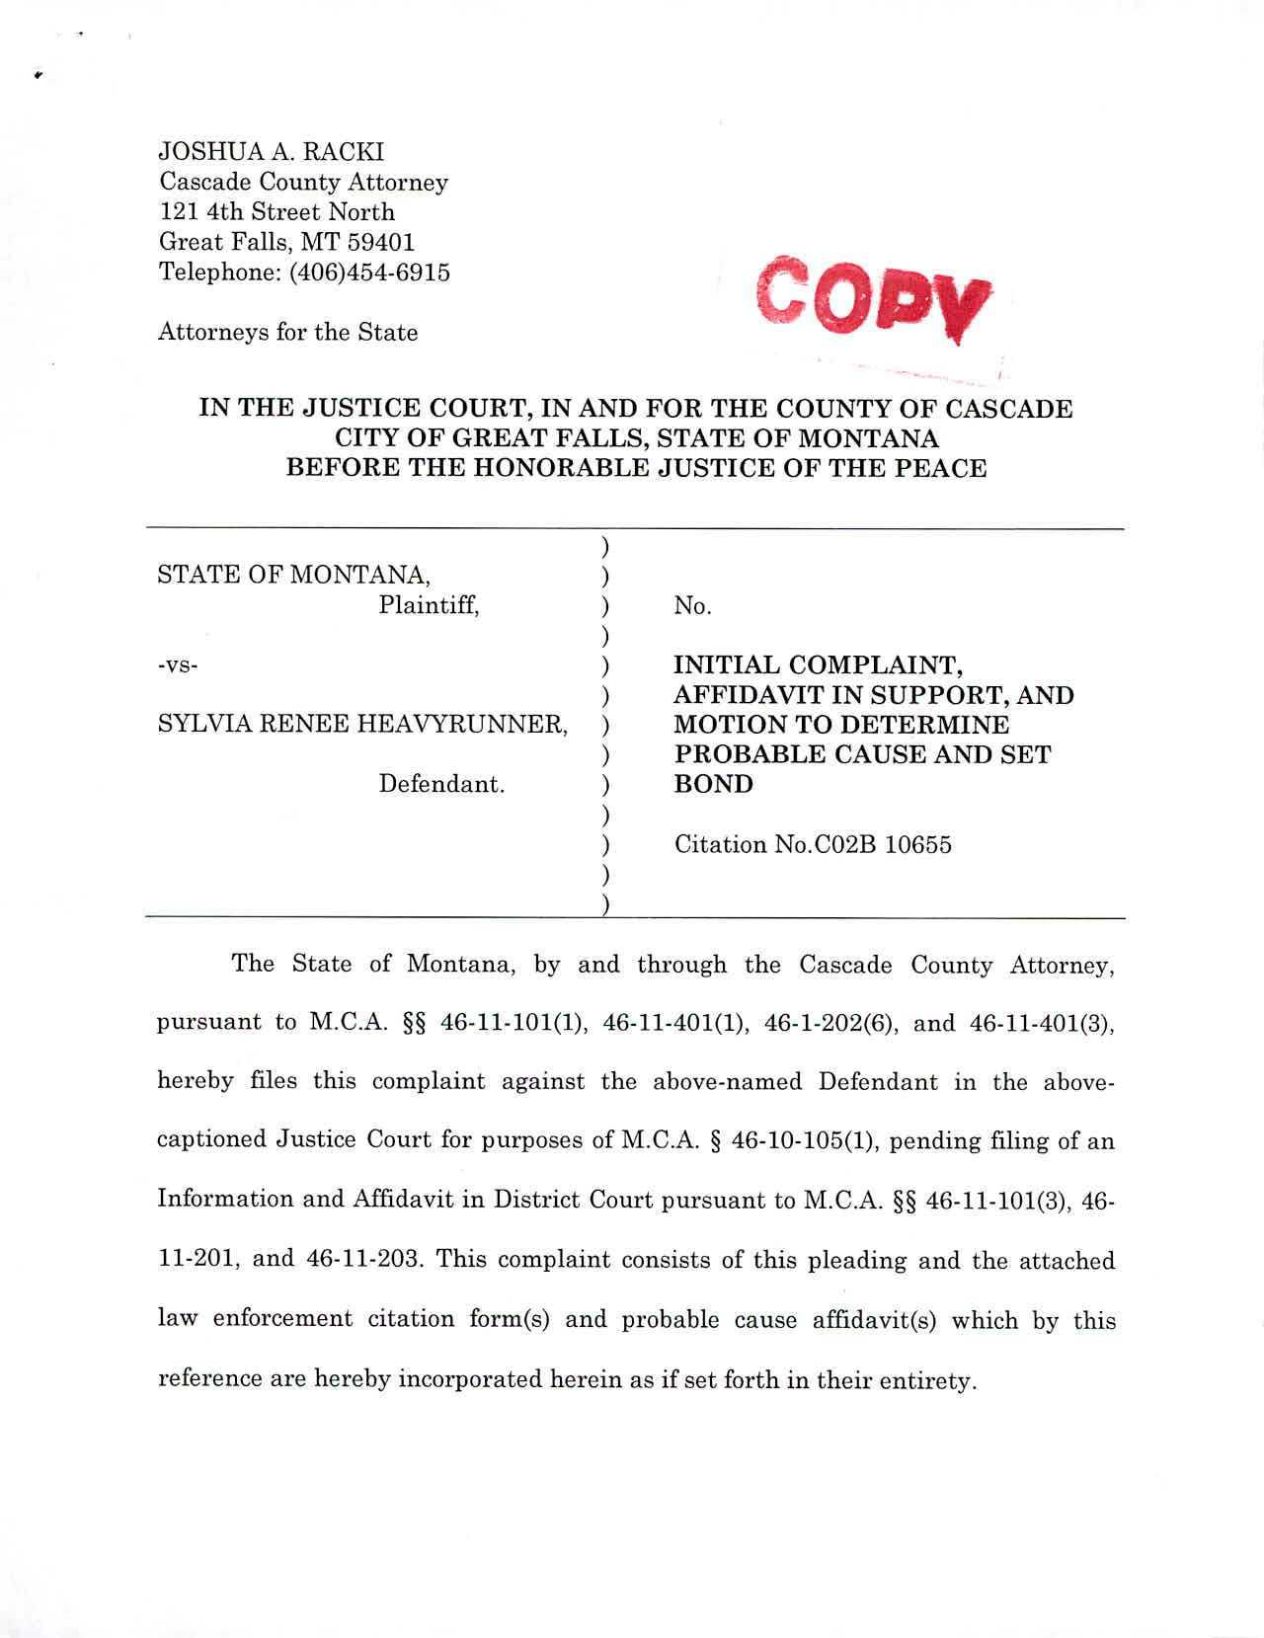 JOSHUA A. RACKI
Cascade County Attorney
121 4th Street North
Great Falls, MT 59401
Telephone: (406)454-6915
COPY
Attorneys for the State
IN THE JUSTICE COURT, IN AND FOR THE COUNTY OF CASCADE
CITY OF GREAT FALLS, STATE OF MONTANA
BEFORE THE HONORABLE JUSTICE OF THE PEACE
)
STATE OF MONTANA, )
Plaintiff, ) No.
)
-vs- ) INITIAL COMPLAINT,
) AFFIDAVIT IN SUPPORT, AND
SYLVIA RENEE HEAVYRUNNER, ) MOTION TO DETERMINE
) PROBABLE CAUSE AND SET
Defendant. ) BOND
)
) Citation No.C02B 10655
)
)
The State of Montana, by and through the Cascade County Attorney,
pursuant to M.C.A. §§ 46-11-101(1), 46-11-401(1), 46-1-202(6), and 46-11-401(3),
hereby files this complaint against the above-named Defendant in the above-
captioned Justice Court for purposes of M.C.A. § 46-10-105(1), pending filing of an
Information and Affidavit in District Court pursuant to M.C.A. §§ 46-11-101(3), 46-
11-201, and 46-11-203. This complaint consists of this pleading and the attached
law enforcement citation form(s) and probable cause affidavit(s) which by this
reference are hereby incorporated herein as if set forth in their entirety.